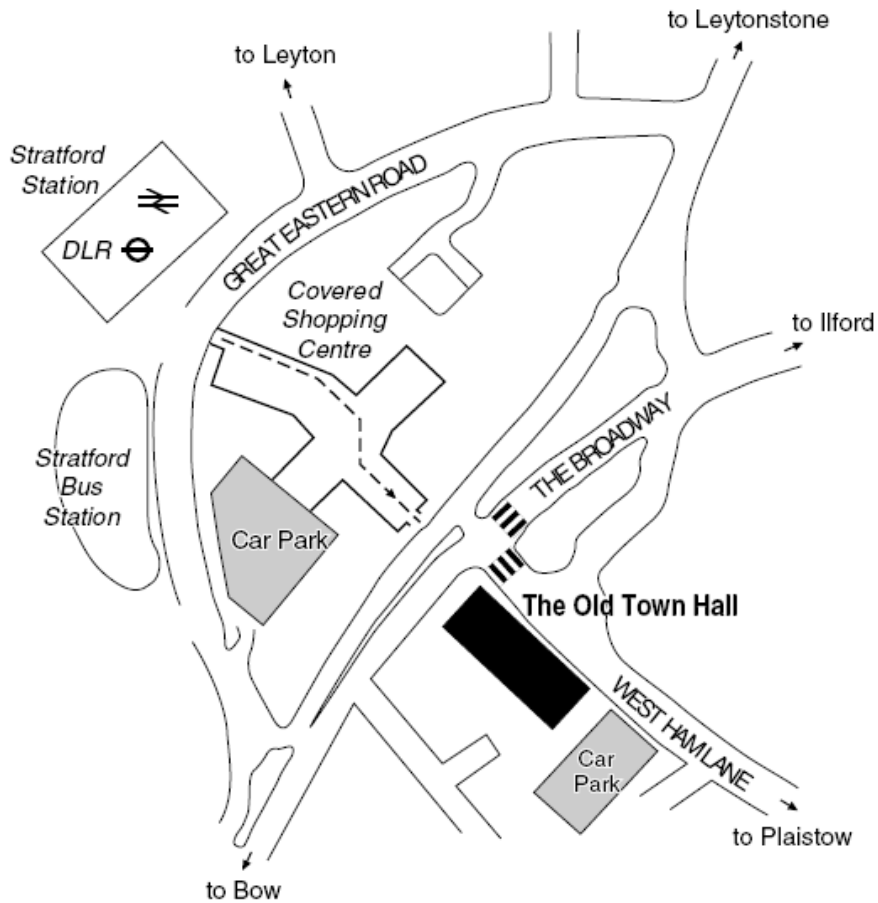 to Leytonstone
to Leyton
Stratford
Station
DLR
GREAT EASTERN ROAD
Covered
Shopping
Centre
to Ilford
THE BROADWAY
Stratford
Bus
Station
Car Park
The Old Town Hall
WEST HAM LANE
Car
Park
to Plaistow
to Bow